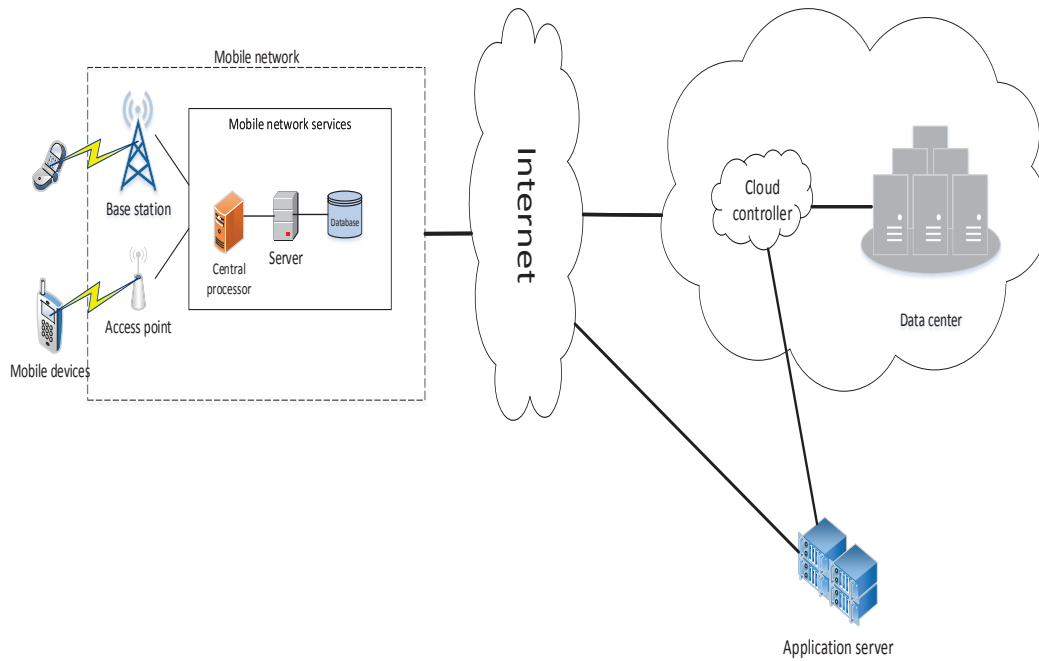 Mobile network
Mobile network services
Base station
Central
processor
Server
Database
Access point
Mobile devices
Internet
Cloud
controller
Data center
Application server